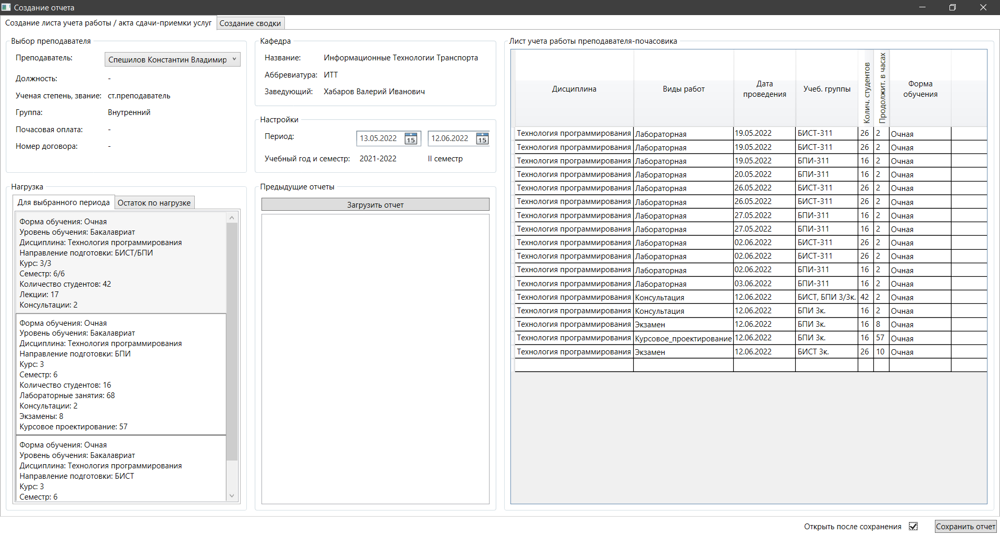 Создание отчета
Создание листа учета работы / акта сдачи-приемки услуг
Создание сводки
Выбор преподавателя
Преподаватель: Спешилов Константин Владимир
Должность: -
Ученая степень, звание: ст.преподаватель
Группа: Внутренний
Почасовая оплата: -
Номер договора: -
Кафедра
Название: Информационные Технологии Транспорта
Аббревиатура: ИТТ
Заведующий: Хабаров Валерий Иванович
Настройки
Период: 13.05.2022 15 12.06.2022 15
Учебный год и семестр: 2021-2022 II семестр
Нагрузка
Для выбранного периода
Остаток по нагрузке
Форма обучения: Очная
Уровень обучения: Бакалавриат
Дисциплина: Технология программирования
Направление подготовки: БИСТ/БПИ
Курс: 3/3
Семестр: 6/6
Количество студентов: 42
Лекции: 17
Консультации: 2
Форма обучения: Очная
Уровень обучения: Бакалавриат
Дисциплина: Технология программирования
Направление подготовки: БПИ
Курс: 3
Семестр: 6
Количество студентов: 16
Лабораторные занятия: 68
Консультации: 2
Экзамены: 8
Курсовое проектирование: 57
Форма обучения: Очная
Уровень обучения: Бакалавриат
Дисциплина: Технология программирования
Направление подготовки: БИСТ
Курс: 3
Семестр: 6
Предыдущие отчеты
Загрузить отчет
Лист учета работы преподавателя-почасовика
Дисциплина
Виды работ
Дата
проведения
Учеб. группы
Колич. студентов
Продолжит. в часах
Форма
обучения
Технология программирования Лабораторная 19.05.2022 БИСТ-311 26 2 Очная
Технология программирования Лабораторная 19.05.2022 БИСТ-311 26 2 Очная
Технология программирования Лабораторная 19.05.2022 БПИ-311 16 2 Очная
Технология программирования Лабораторная 20.05.2022 БПИ-311 16 2 Очная
Технология программирования Лабораторная 26.05.2022 БИСТ-311 26 2 Очная
Технология программирования Лабораторная 26.05.2022 БИСТ-311 26 2 Очная
Технология программирования Лабораторная 27.05.2022 БПИ-311 16 2 Очная
Технология программирования Лабораторная 27.05.2022 БПИ-311 16 2 Очная
Технология программирования Лабораторная 02.06.2022 БИСТ-311 26 2 Очная
Технология программирования Лабораторная 02.06.2022 БИСТ-311 26 2 Очная
Технология программирования Лабораторная 02.06.2022 БПИ-311 16 2 Очная
Технология программирования Лабораторная 03.06.2022 БПИ-311 16 2 Очная
Технология программирования Консультация 12.06.2022 БИСТ, БПИ 3/3к. 42 2 Очная
Технология программирования Консультация 12.06.2022 БПИ 3к. 16 2 Очная
Технология программирования Экзамен 12.06.2022 БПИ 3к. 16 8 Очная
Технология программирования Курсовое_проектирование 12.06.2022 БПИ 3к. 16 57 Очная
Технология программирования Экзамен 12.06.2022 БИСТ 3к. 26 10 Очная
Открыть после сохранения
Сохранить отчет